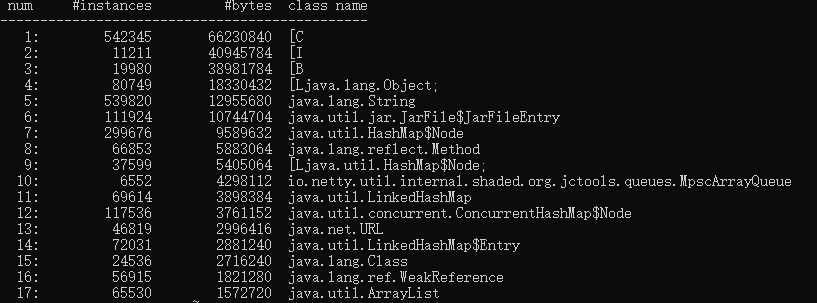 num     #instances         #bytes  class name
----------------------------------------------
   1:        542345       66230840  [C
   2:         11211       40945784  [I
   3:         19980       38981784  [B
   4:         80749       18330432  [Ljava.lang.Object;
   5:        539820       12955680  java.lang.String
   6:        111924       10744704  java.util.jar.JarFile$JarFileEntry
   7:        299676        9589632  java.util.HashMap$Node
   8:         66853        5883064  java.lang.reflect.Method
   9:         37599        5405064  [Ljava.util.HashMap$Node;
  10:          6552        4298112  io.netty.util.internal.shaded.org.jctools.queues.MpscArrayQueue
  11:         69614        3898384  java.util.LinkedHashMap
  12:        117536        3761152  java.util.concurrent.ConcurrentHashMap$Node
  13:         46819        2996416  java.net.URL
  14:         72031        2881240  java.util.LinkedHashMap$Entry
  15:         24536        2716240  java.lang.Class
  16:         56915        1821280  java.lang.ref.WeakReference
  17:         65530        1572720  java.util.ArrayList